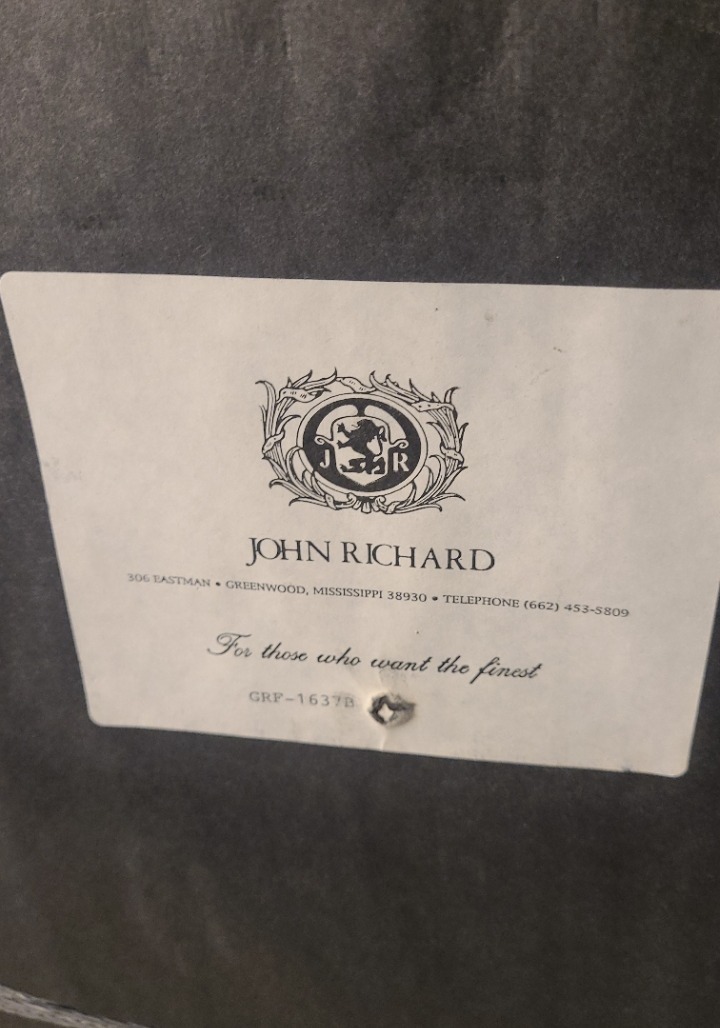 J R
JOHN RICHARD
306 EASTMAN • GREENWOOD, MISSISSIPPI 38930 • TELEPHONE (662) 453-5809
For those who want the finest
GRF-1637B